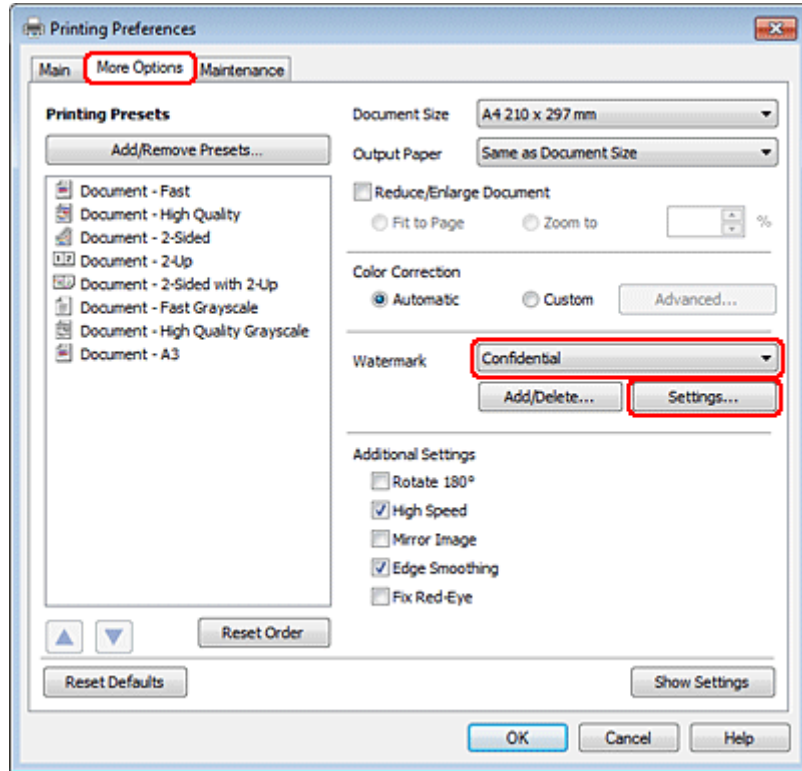 Printing Preferences
Main More Options Maintenance
Printing Presets
Add/Remove Presets...
Document - Fast
Document - High Quality
Document - 2-Sided
Document - 2-Up
Document - 2-Sided with 2-Up
Document - Fast Grayscale
Document - High Quality Grayscale
Document - A3
Reset Order
Document Size A4 210 x 297 mm
Output Paper Same as Document Size
Reduce/Enlarge Document
Fit to Page Zoom to %
Color Correction
Automatic Custom Advanced...
Watermark Confidential
Add/Delete... Settings...
Additional Settings
Rotate 180°
High Speed
Mirror Image
Edge Smoothing
Fix Red-Eye
Reset Defaults Show Settings
OK Cancel Help